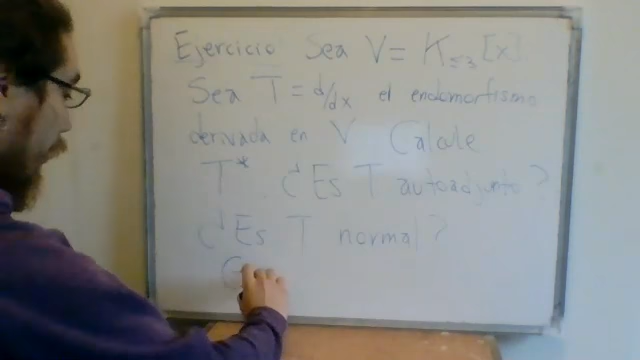 Ejercicio Sea V = K≤3 [x]
Sea T = d/dx el endomorfismo
derivada en V Calcule
T* ¿Es T autoadjunto?
¿Es T normal?